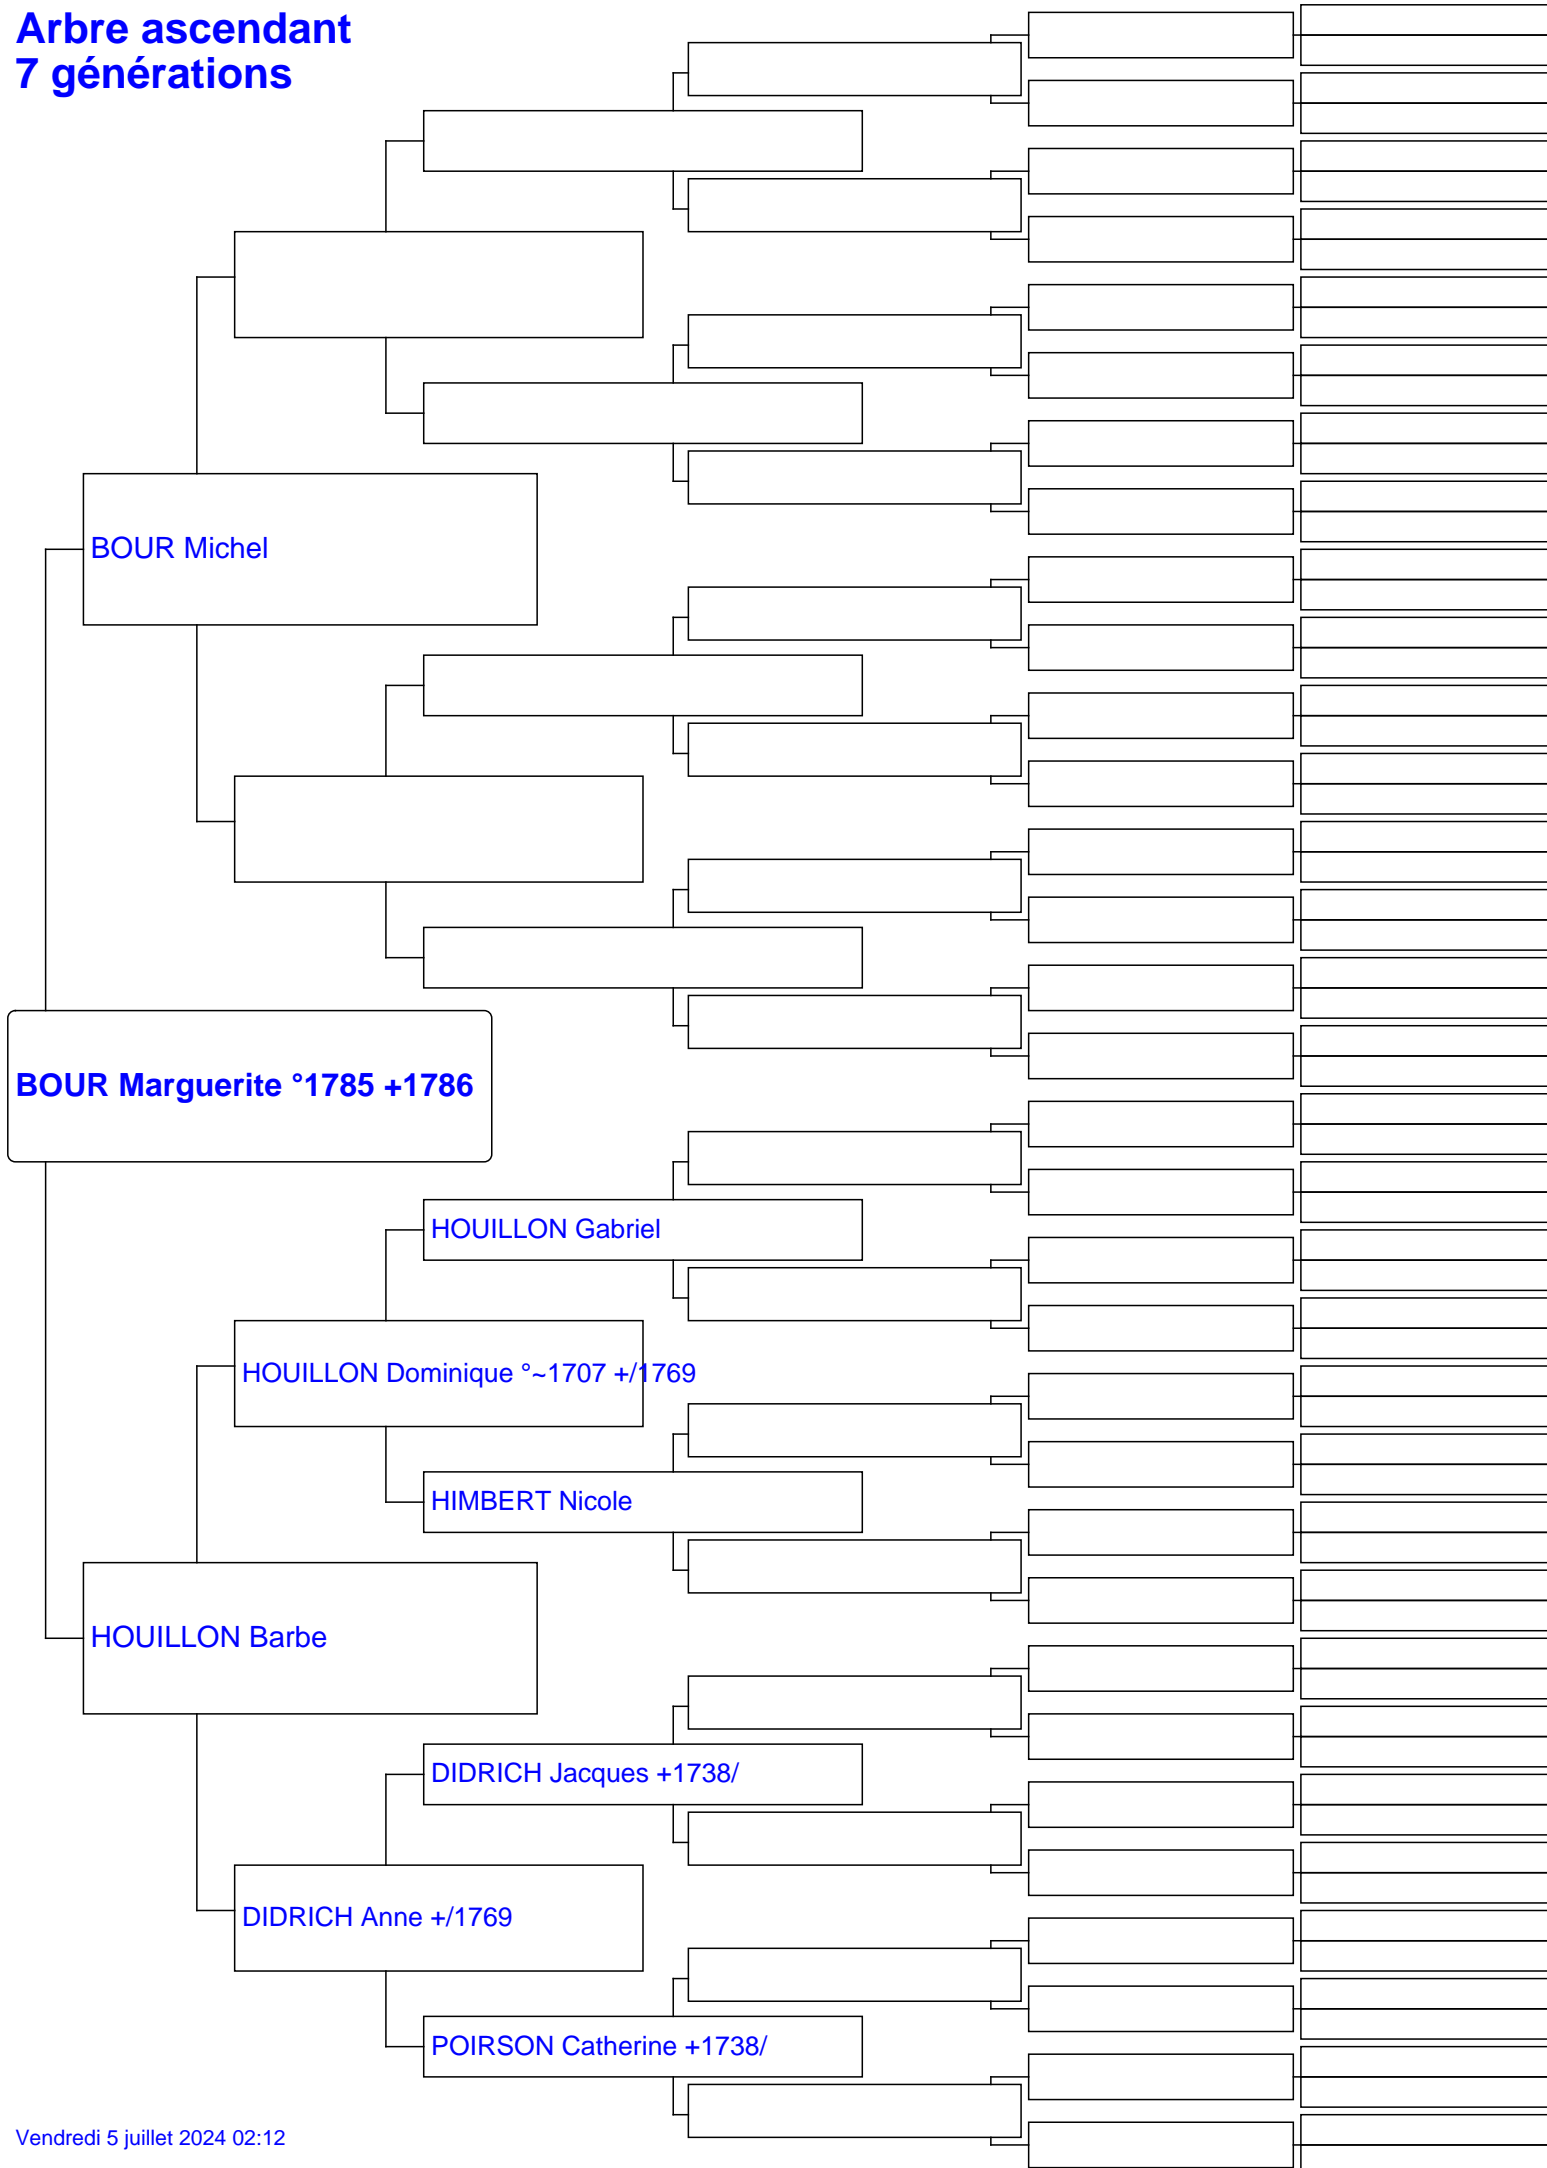 Arbre ascendant
7 générations
BOUR Michel
BOUR Marguerite °1785 +1786
HOUILLON Gabriel
HOUILLON Dominique °~1707 +/1769
HIMBERT Nicole
HOUILLON Barbe
DIDRICH Jacques +1738/
DIDRICH Anne +/1769
POIRSON Catherine +1738/
Vendredi 5 juillet 2024 02:12